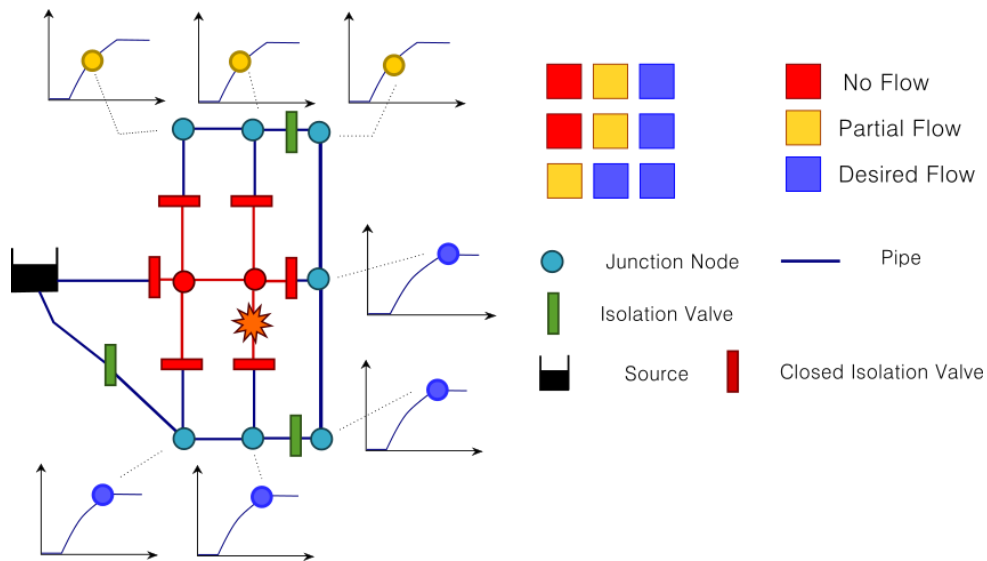 No Flow
Partial Flow
Desired Flow
Junction Node
Pipe
Isolation Valve
Source
Closed Isolation Valve